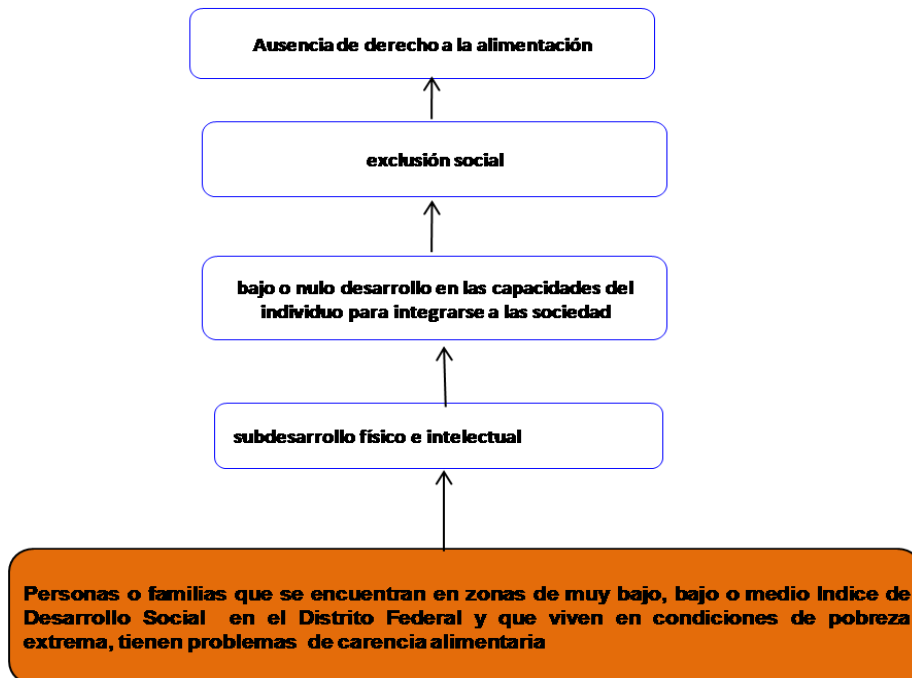 Ausencia de derecho a la alimentación
exclusión social
bajo o nulo desarrollo en las capacidades del
individuo para integrarse a las sociedad
subdesarrollo físico e intelectual
Personas o familias que se encuentran en zonas de muy bajo, bajo o medio Indice de
Desarrollo Social en el Distrito Federal y que viven en condiciones de pobreza
extrema, tienen problemas de carencia alimentaria